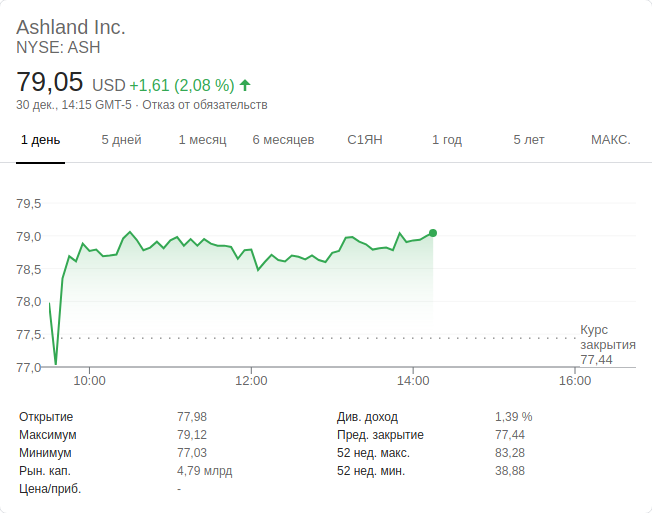 Ashland Inc.
NYSE: ASH
79,05 USD +1,61 (2,08 %)
30 дек., 14:15 GMT-5 · Отказ от обязательств
1 день 5 дней 1 месяц 6 месяцев С1ЯН 1 год 5 лет МАКС.
79,5
79,0
78,5
78,0
77,5
77,0
Курс
закрытия
77,44
10:00 12:00 14:00 16:00
Открытие 77,98 Див. доход 1,39 %
Максимум 79,12 Пред. закрытие 77,44
Минимум 77,03 52 нед. макс. 83,28
Рын. кап. 4,79 млрд 52 нед. мин. 38,88
Цена/приб. -